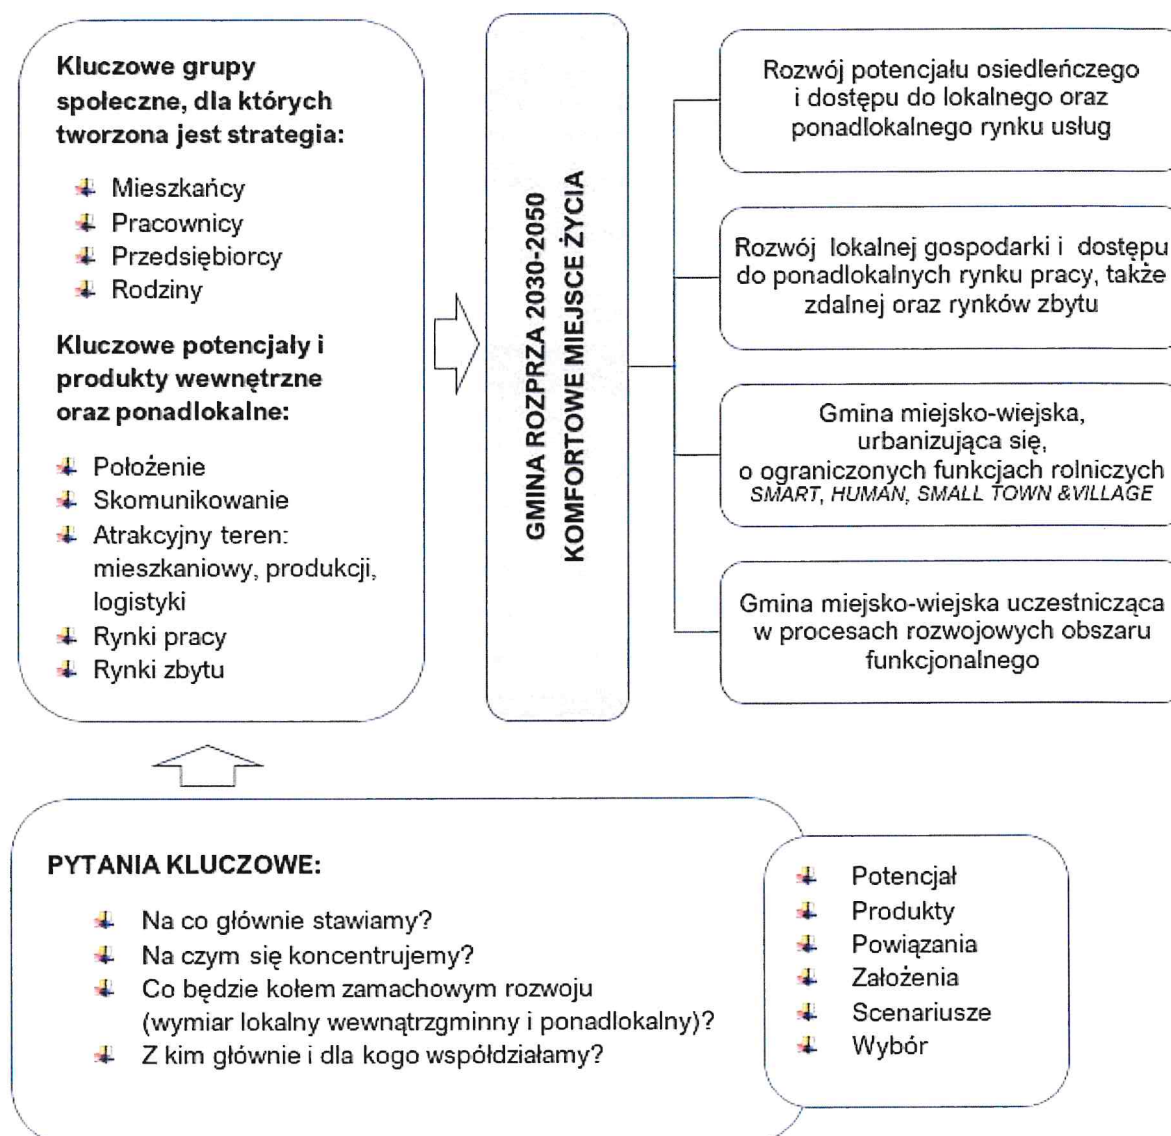 Kluczowe grupy
społeczne, dla których
tworzona jest strategia:
Mieszkańcy
Pracownicy
Przedsiębiorcy
Rodziny
Kluczowe potencjały i
produkty wewnętrzne
oraz ponadlokalne:
Położenie
Skomunikowanie
Atrakcyjny teren:
mieszkaniowy, produkcji,
logistyki
Rynki pracy
Rynki zbytu
GMINA ROZPRZA 2030-2050
KOMFORTOWE MIEJSCE ŻYCIA
Rozwój potencjału osiedleńczego
i dostępu do lokalnego oraz
ponadlokalnego rynku usług
Rozwój lokalnej gospodarki i dostępu
do ponadlokalnych rynku pracy, także
zdalnej oraz rynków zbytu
Gmina miejsko-wiejska,
urbanizująca się,
o ograniczonych funkcjach rolniczych
SMART, HUMAN, SMALL TOWN &VILLAGE
Gmina miejsko-wiejska uczestnicząca
w procesach rozwojowych obszaru
funkcjonalnego
PYTANIA KLUCZOWE:
Na co głównie stawiamy?
Na czym się koncentrujemy?
Co będzie kołem zamachowym rozwoju
(wymiar lokalny wewnątrzgminny i ponadlokalny)?
Z kim głównie i dla kogo współdziałamy?
Potencjał
Produkty
Powiązania
Założenia
Scenariusze
Wybór